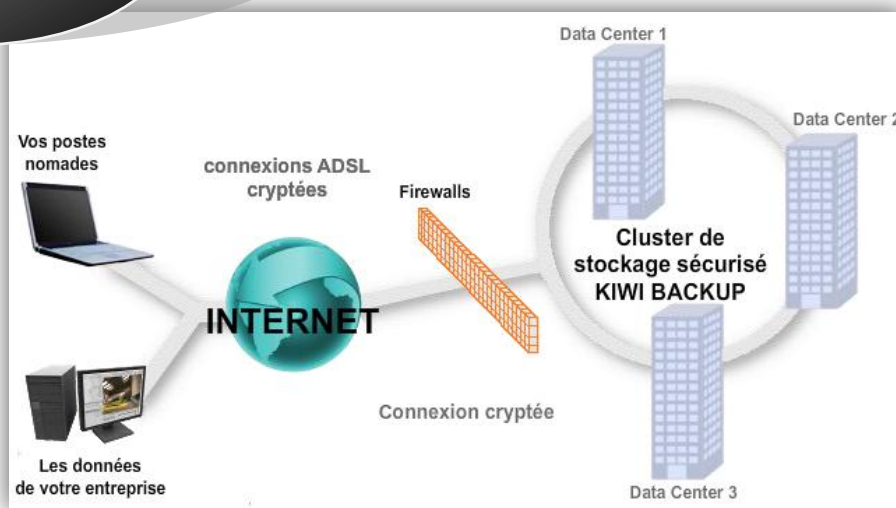 Vos postes
nomades
connexions ADSL
cryptées
Firewalls
INTERNET
Connexion cryptée
Les données
de votre entreprise
Data Center 1
Data Center 2
Cluster de
stockage sécurisé
KIWI BACKUP
Data Center 3